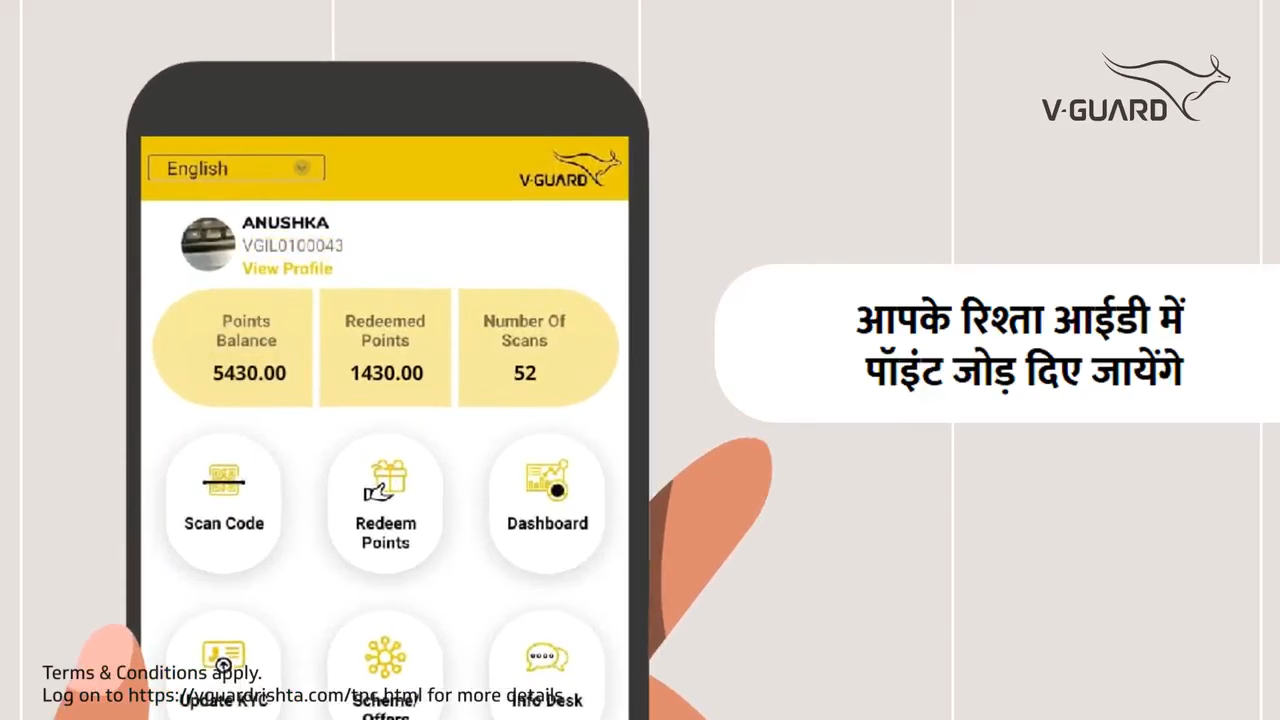 V-GUARD
English
V-GUARD
ANUSHKA
VGIL0100043
View Profile
Points
Balance
5430.00
Redeemed
Points
1430.00
Number Of
Scans
52
आपके रिश्ता आईडी में
पॉइंट जोड़ दिए जायेंगे
Scan Code
Redeem
Points
Dashboard
Update KYC
Scheme/
Offers
Info Desk
Terms & Conditions apply.
Log on to https://vguardrishta.com/tnc.html for more details.